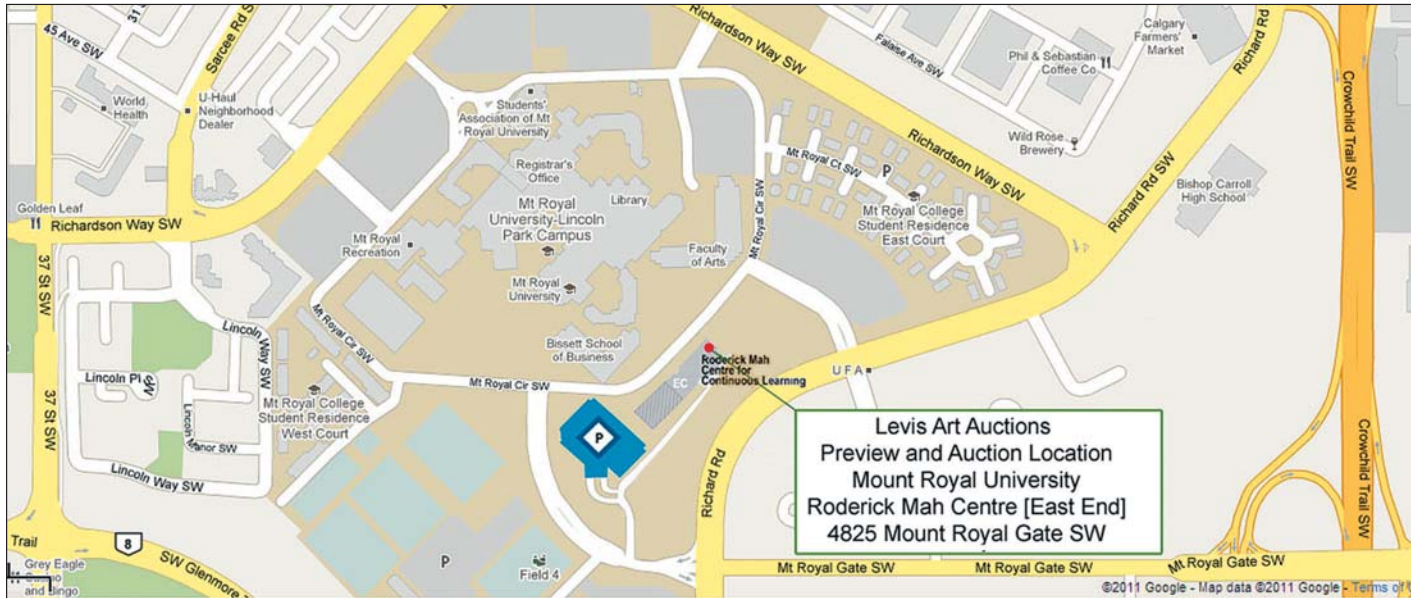 45 Ave SW
Sarcee Rd S
Richardson Way SW
Falaise Ave SW
Calgary
Farmers'
Market
Phil & Sebastian
Coffee Co
Richard Rd
Crowchild Trail SW
World
Health
U-Haul
Neighborhood
Dealer
Students'
Association of Mt
Royal University
Wild Rose
Brewery
Registrar's
Office
Mt Royal Ct SW
P
Richardson Way SW
Richard Rd SW
Bishop Carroll
High School
Library
Mt Royal
University-Lincoln
Park Campus
Mt Royal College
Student Residence
East Court
Golden Leaf
Richardson Way SW
Mt Royal
Recreation
Faculty
of Arts
Mt Royal Cir SW
37 St SW
Mt Royal
University
Mt Royal Cir SW
Lincoln Way SW
Bissett School
of Business
Roderick Mah
Centre for
Continuous Learning
EC
UFA
Lincoln Pl
Mt Royal Cir SW
Mt Royal College
Student Residence
West Court
37 St SW
Lincoln Manor SW
Lincoln Way SW
P
Levis Art Auctions
Preview and Auction Location
Mount Royal University
Roderick Mah Centre [East End]
4825 Mount Royal Gate SW
Crowchild Trail SW
Richard Rd
Trail
8
SW Glenmore
Grey Eagle
and Bingo
P
Field 4
Mt Royal Gate SW
Mt Royal Gate SW
Mt Royal Gate SW
©2011 Google - Map data ©2011 Google - Terms of